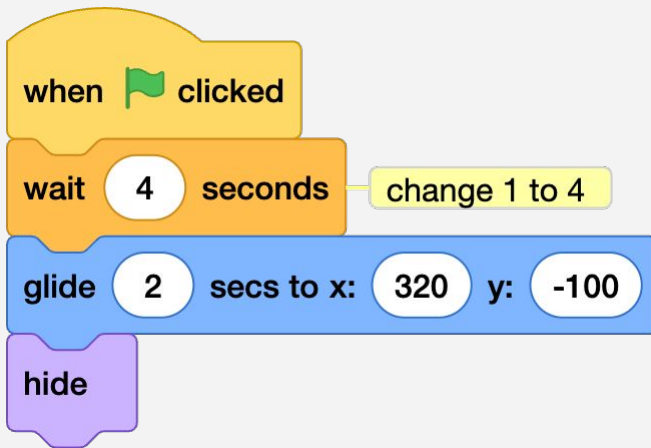 when clicked
wait 4 seconds change 1 to 4
glide 2 secs to x: 320 y: -100
hide